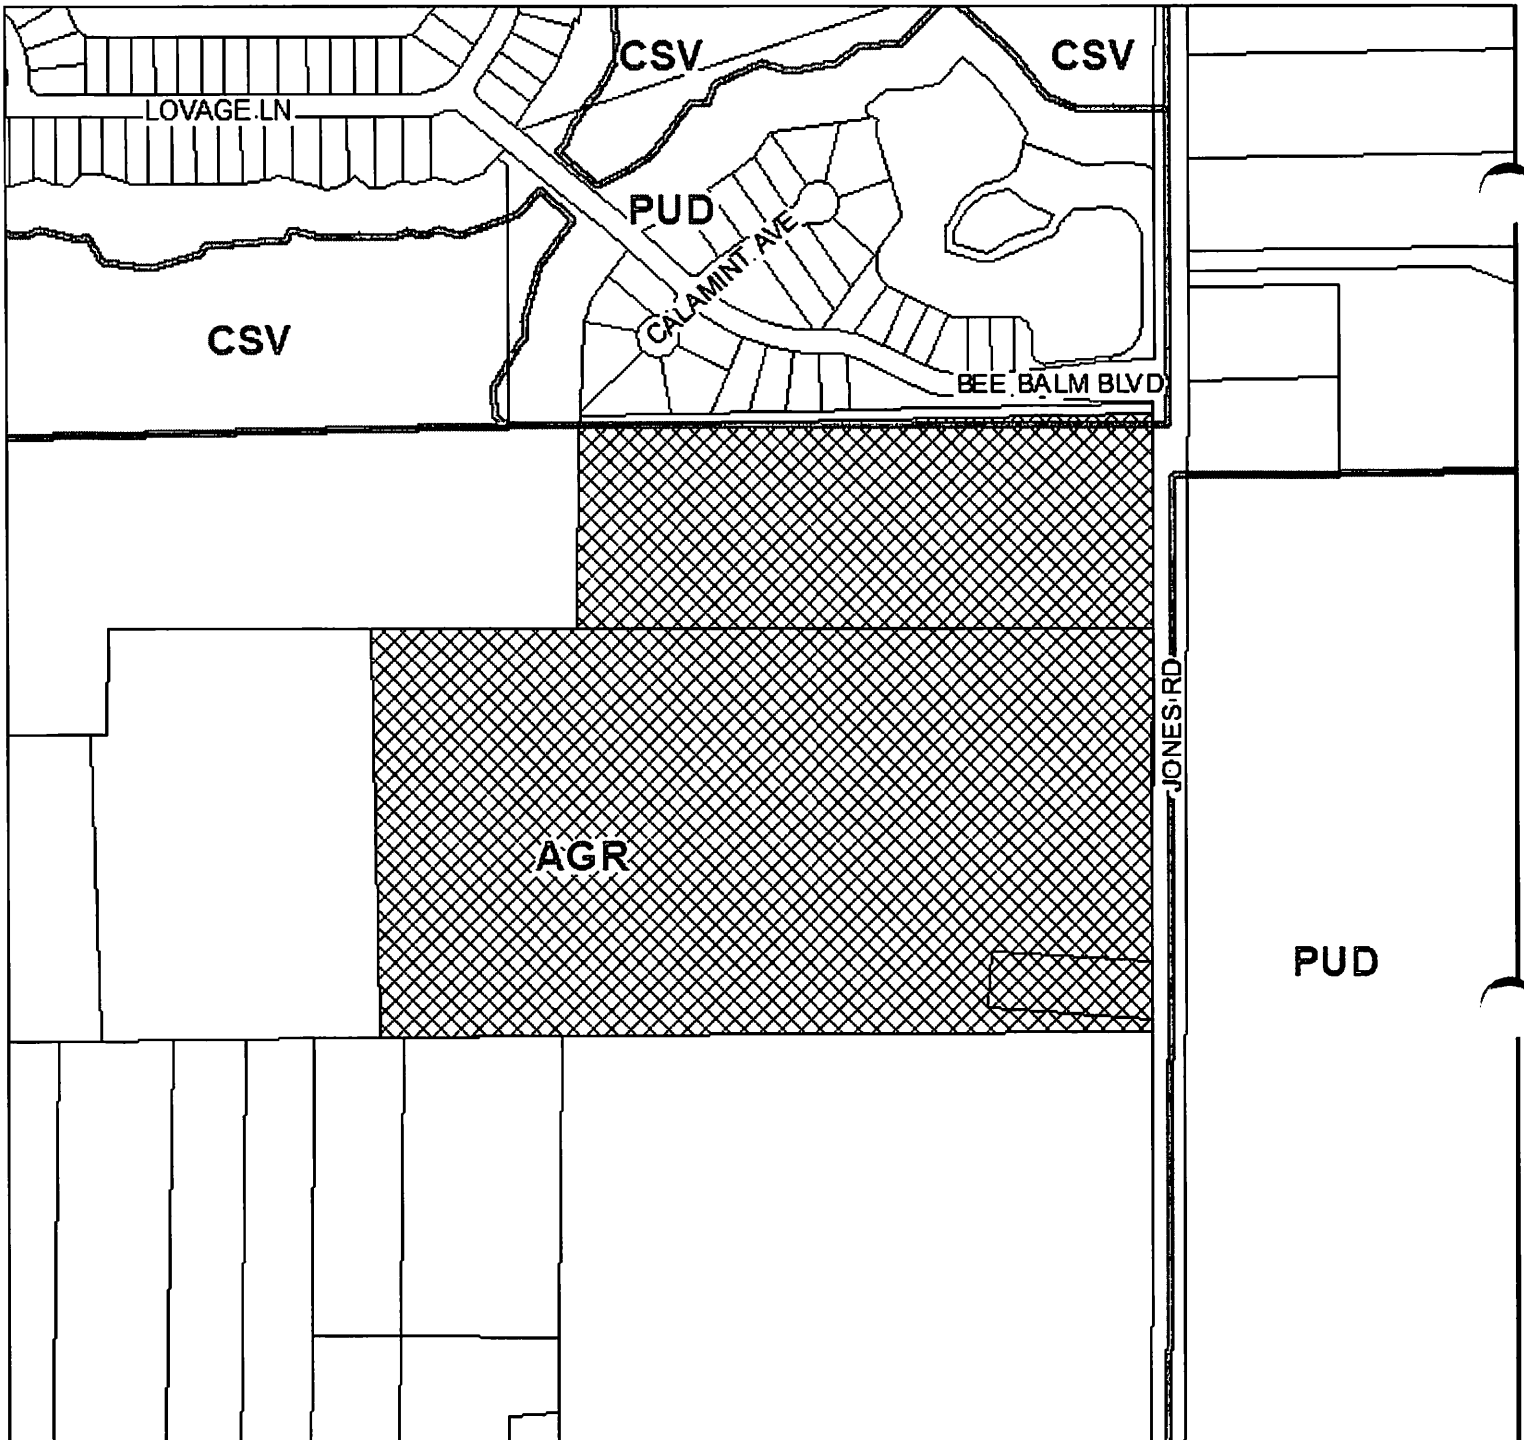 CSV
CSV
LOVAGE LN
PUD
CALAMINT AVE
CSV
BEE BALM BLVD
JONES RD
AGR
PUD